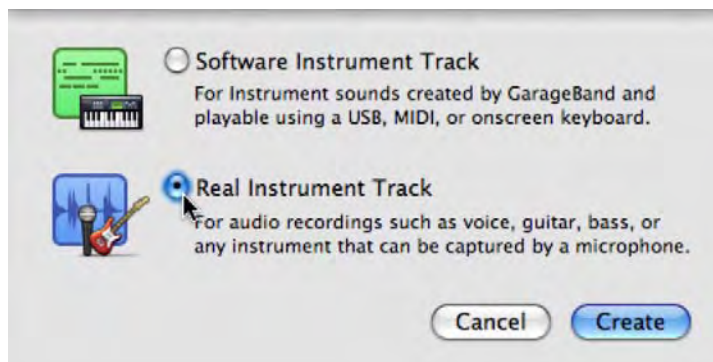 Software Instrument Track
For Instrument sounds created by GarageBand and
playable using a USB, MIDI, or onscreen keyboard.
Real Instrument Track
For audio recordings such as voice, guitar, bass, or
any instrument that can be captured by a microphone.
Cancel
Create